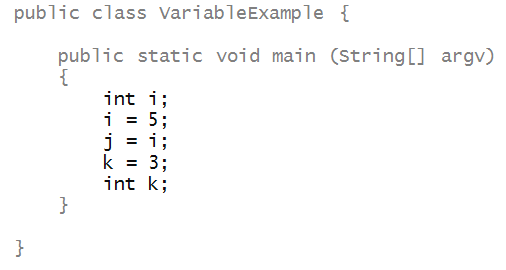 public class VariableExample {
public static void main (String[] argv)
{
int i;
i = 5;
j = i;
k = 3;
int k;
}
}